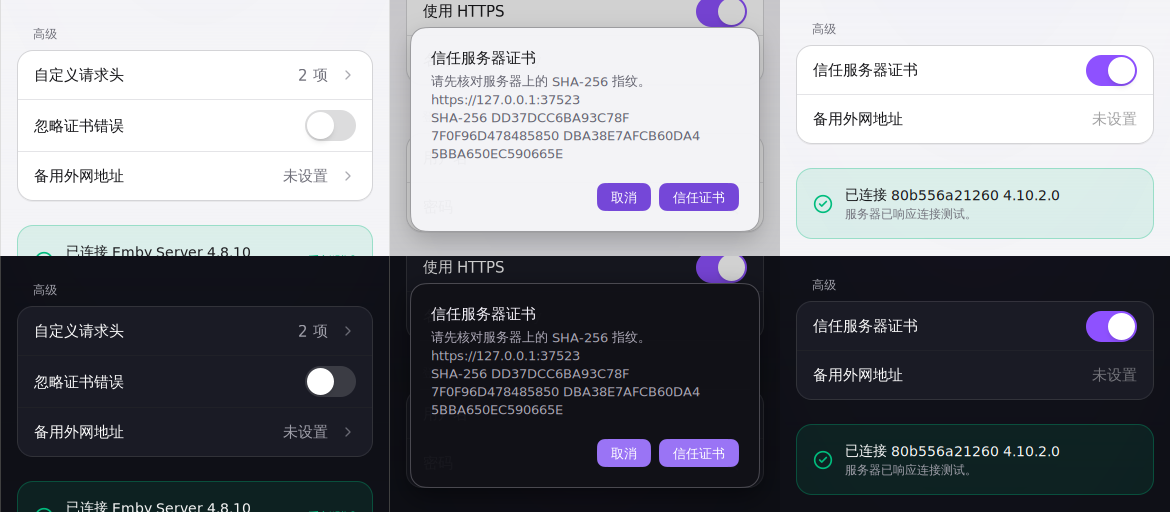 高级
自定义请求头
2 项
忽略证书错误
备用外网地址
未设置
已连接 Emby Server 4.8.10
使用 HTTPS
信任服务器证书
请先核对服务器上的 SHA-256 指纹。
https://127.0.0.1:37523
SHA-256 DD37DCC6BA93C78F
7F0F96D478485850 DBA38E7AFCB60DA4
5BBA650EC590665E
取消
信任证书
密码
高级
信任服务器证书
备用外网地址
未设置
已连接 80b556a21260 4.10.2.0
服务器已响应连接测试。
高级
自定义请求头
2 项
忽略证书错误
备用外网地址
未设置
已连接 Emby Server 4.8.10
使用 HTTPS
信任服务器证书
请先核对服务器上的 SHA-256 指纹。
https://127.0.0.1:37523
SHA-256 DD37DCC6BA93C78F
7F0F96D478485850 DBA38E7AFCB60DA4
5BBA650EC590665E
取消
信任证书
密码
高级
信任服务器证书
备用外网地址
未设置
已连接 80b556a21260 4.10.2.0
服务器已响应连接测试。